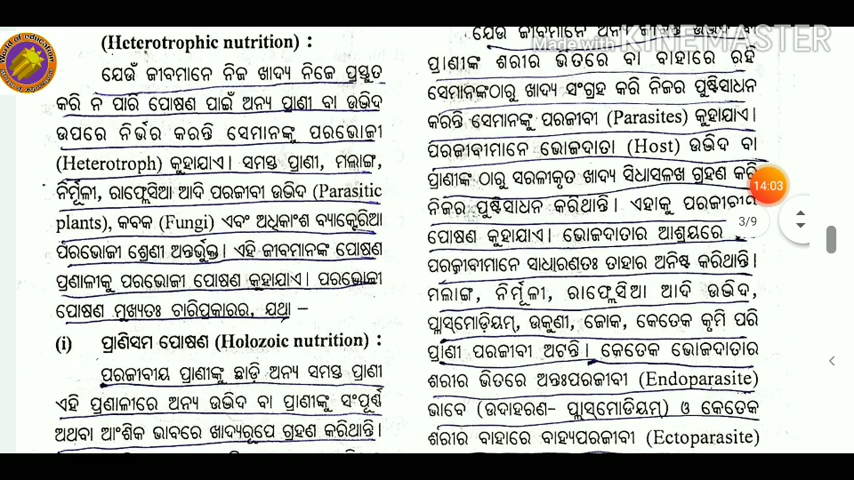 (Heterotrophic nutrition) :
ଯେଉଁ ଜୀବମାନେ ନିଜ ଖାଦ୍ୟ ନିଜେ ପ୍ରସ୍ତୁତ
କରି ନ ପାରି ପୋଷଣ ପାଇଁ ଅନ୍ୟ ପ୍ରାଣୀ ବା ଉଦ୍ଭିଦ
ଉପରେ ନିର୍ଭର କରନ୍ତି ସେମାନଙ୍କୁ ପରଭୋଜୀ
(Heterotroph) କୁହାଯାଏ। ସମସ୍ତ ପ୍ରାଣୀ, ମଲାଙ୍ଗ,
ନିର୍ମୂଳୀ, ରାଫ୍ଲେସିଆ ଆଦି ପରଜୀବୀ ଉଦ୍ଭିଦ (Parasitic
plants), କବକ (Fungi) ଏବଂ ଅଧିକାଂଶ ବ୍ୟାକ୍ଟେରିଆ
ପରଭୋଜୀ ଶ୍ରେଣୀ ଅନ୍ତର୍ଭୁକ୍ତ। ଏହି ଜୀବମାନଙ୍କ ପୋଷଣ
ପ୍ରଣାଳୀକୁ ପରଭୋଜୀ ପୋଷଣ କୁହାଯାଏ। ପରଭୋଜୀ
ପୋଷଣ ମୁଖ୍ୟତଃ ଚାରିପ୍ରକାରର, ଯଥା –
(i) ପ୍ରାଣିସମ ପୋଷଣ (Holozoic nutrition) :
ପରଜୀବୀୟ ପ୍ରାଣୀଙ୍କୁ ଛାଡ଼ି ଅନ୍ୟ ସମସ୍ତ ପ୍ରାଣୀ
ଏହି ପ୍ରଣାଳୀରେ ଅନ୍ୟ ଉଦ୍ଭିଦ ବା ପ୍ରାଣୀଙ୍କୁ ସଂପୂର୍ଣ୍ଣ
ଅଥବା ଆଂଶିକ ଭାବରେ ଖାଦ୍ୟରୂପେ ଗ୍ରହଣ କରିଥାନ୍ତି।
ଯେଉଁ ଜୀବମାନେ ଅନ୍ୟ
ପ୍ରାଣୀଙ୍କ ଶରୀର ଭିତରେ ବା ବାହାରେ ରହି
ସେମାନଙ୍କଠାରୁ ଖାଦ୍ୟ ସଂଗ୍ରହ କରି ନିଜର ପୁଷ୍ଟିସାଧନ
କରନ୍ତି ସେମାନଙ୍କୁ ପରଜୀବୀ (Parasites) କୁହାଯାଏ।
ପରଜୀବୀମାନେ ଭୋଜଦାତା (Host) ଉଦ୍ଭିଦ ବା
ପ୍ରାଣୀଙ୍କ ଠାରୁ ସରଳୀକୃତ ଖାଦ୍ୟ ସିଧାସଳଖ ଗ୍ରହଣ କରି
ନିଜର ପୁଷ୍ଟିସାଧନ କରିଥାନ୍ତି। ଏହାକୁ ପରଜୀବୀୟ
ପୋଷଣ କୁହାଯାଏ। ଭୋଜଦାତାର ଆଶ୍ରୟରେ
ପରଜୀବୀମାନେ ସାଧାରଣତଃ ତାହାର ଅନିଷ୍ଟ କରିଥାନ୍ତି।
ମଲାଙ୍ଗ, ନିର୍ମୂଳୀ, ରାଫ୍ଲେସିଆ ଆଦି ଉଦ୍ଭିଦ,
ପ୍ଲାସ୍‌ମୋଡ଼ିୟମ୍, ଉକୁଣୀ, ଜୋକ, କେତେକ କୃମି ପରି
ପ୍ରାଣୀ ପରଜୀବୀ ଅଟନ୍ତି। କେତେକ ଭୋଜଦାତାର
ଶରୀର ଭିତରେ ଅନ୍ତଃପରଜୀବୀ (Endoparasite)
ଭାବେ (ଉଦାହରଣ- ପ୍ଲାସ୍‌ମୋଡିୟମ୍) ଓ କେତେକ
ଶରୀର ବାହାରେ ବାହ୍ୟପରଜୀବୀ (Ectoparasite)
Made with KINEMASTER
World of education
14:03
3/9